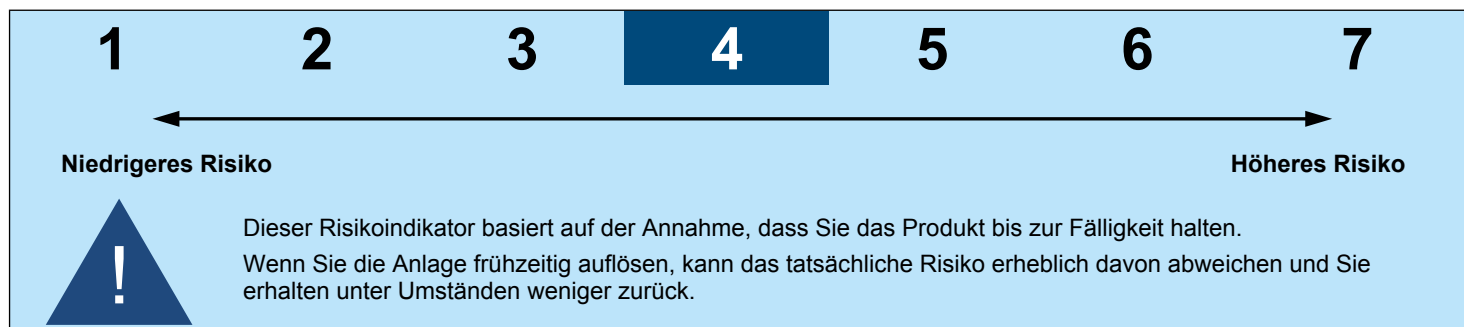 1 2 3 4 5 6 7
Niedrigeres Risiko Höheres Risiko
!
Dieser Risikoindikator basiert auf der Annahme, dass Sie das Produkt bis zur Fälligkeit halten.
Wenn Sie die Anlage frühzeitig auflösen, kann das tatsächliche Risiko erheblich davon abweichen und Sie
erhalten unter Umständen weniger zurück.